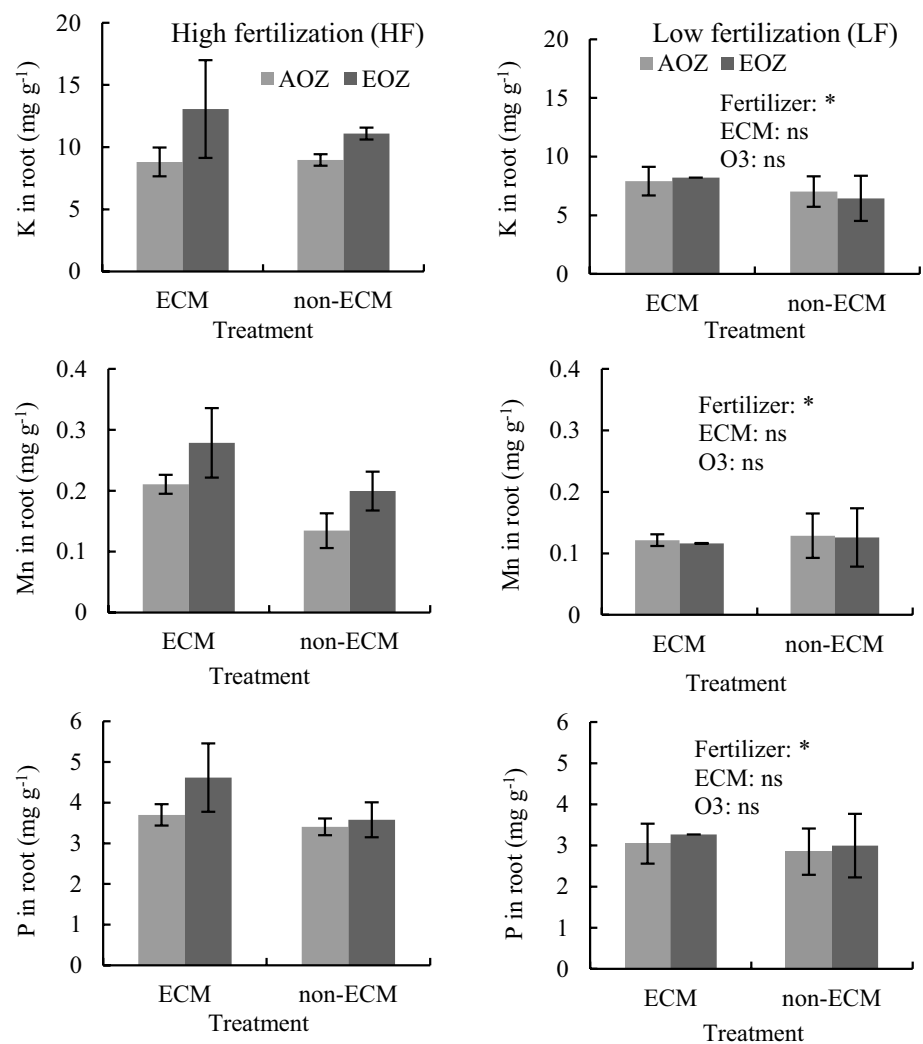 High fertilization (HF)
AOZ EOZ
K in root (mg g⁻¹)
20
15
10
5
0
ECM non-ECM
Treatment
Low fertilization (LF)
AOZ EOZ
Fertilizer: *
ECM: ns
O3: ns
K in root (mg g⁻¹)
20
15
10
5
0
ECM non-ECM
Treatment
Mn in root (mg g⁻¹)
0.4
0.3
0.2
0.1
0
ECM non-ECM
Treatment
Fertilizer: *
ECM: ns
O3: ns
Mn in root (mg g⁻¹)
0.4
0.3
0.2
0.1
0
ECM non-ECM
Treatment
P in root (mg g⁻¹)
6
5
4
3
2
1
0
ECM non-ECM
Treatment
Fertilizer: *
ECM: ns
O3: ns
P in root (mg g⁻¹)
6
5
4
3
2
1
0
ECM non-ECM
Treatment